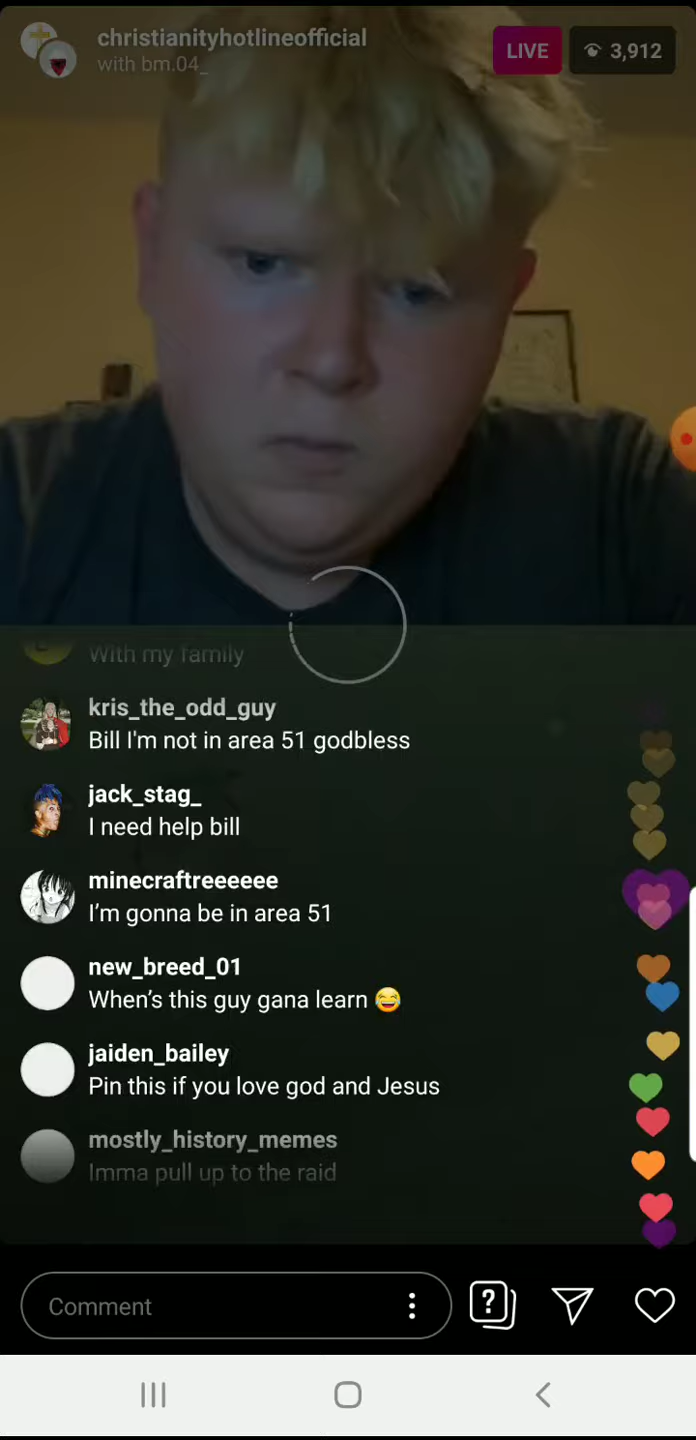 christianityhotlineofficial
with bm.04_
LIVE
3,912
With my family
kris_the_odd_guy
Bill I'm not in area 51 godbless
jack_stag_
I need help bill
minecraftreeeeee
I’m gonna be in area 51
new_breed_01
When’s this guy gana learn 😂
jaiden_bailey
Pin this if you love god and Jesus
mostly_history_memes
Imma pull up to the raid
Comment
?